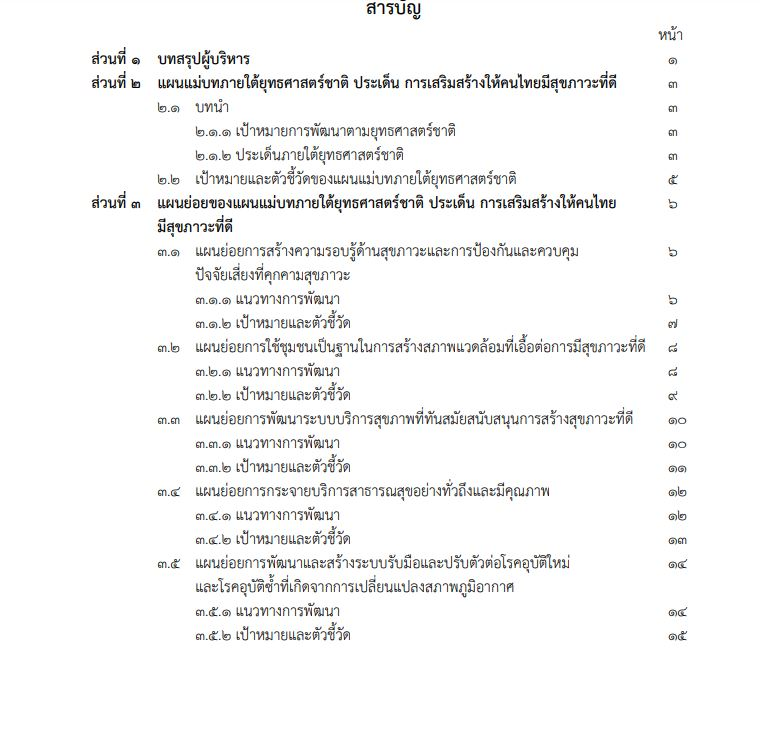 สารบัญ
หน้า
ส่วนที่ ๑ บทสรุปผู้บริหาร ๑
ส่วนที่ ๒ แผนแม่บทภายใต้ยุทธศาสตร์ชาติ ประเด็น การเสริมสร้างให้คนไทยมีสุขภาวะที่ดี ๓
๒.๑ บทนำ ๓
๒.๑.๑ เป้าหมายการพัฒนาตามยุทธศาสตร์ชาติ ๓
๒.๑.๒ ประเด็นภายใต้ยุทธศาสตร์ชาติ ๓
๒.๒ เป้าหมายและตัวชี้วัดของแผนแม่บทภายใต้ยุทธศาสตร์ชาติ ๕
ส่วนที่ ๓ แผนย่อยของแผนแม่บทภายใต้ยุทธศาสตร์ชาติ ประเด็น การเสริมสร้างให้คนไทย ๖
มีสุขภาวะที่ดี
๓.๑ แผนย่อยการสร้างความรอบรู้ด้านสุขภาวะและการป้องกันและควบคุม ๖
ปัจจัยเสี่ยงที่คุกคามสุขภาวะ
๓.๑.๑ แนวทางการพัฒนา ๖
๓.๑.๒ เป้าหมายและตัวชี้วัด ๗
๓.๒ แผนย่อยการใช้ชุมชนเป็นฐานในการสร้างสภาพแวดล้อมที่เอื้อต่อการมีสุขภาวะที่ดี ๘
๓.๒.๑ แนวทางการพัฒนา ๘
๓.๒.๒ เป้าหมายและตัวชี้วัด ๙
๓.๓ แผนย่อยการพัฒนาระบบบริการสุขภาพที่ทันสมัยสนับสนุนการสร้างสุขภาวะที่ดี ๑๐
๓.๓.๑ แนวทางการพัฒนา ๑๐
๓.๓.๒ เป้าหมายและตัวชี้วัด ๑๑
๓.๔ แผนย่อยการกระจายบริการสาธารณสุขอย่างทั่วถึงและมีคุณภาพ ๑๒
๓.๔.๑ แนวทางการพัฒนา ๑๒
๓.๔.๒ เป้าหมายและตัวชี้วัด ๑๓
๓.๕ แผนย่อยการพัฒนาและสร้างระบบรับมือและปรับตัวต่อโรคอุบัติใหม่ ๑๔
และโรคอุบัติซ้ำที่เกิดจากการเปลี่ยนแปลงสภาพภูมิอากาศ
๓.๕.๑ แนวทางการพัฒนา ๑๔
๓.๕.๒ เป้าหมายและตัวชี้วัด ๑๕